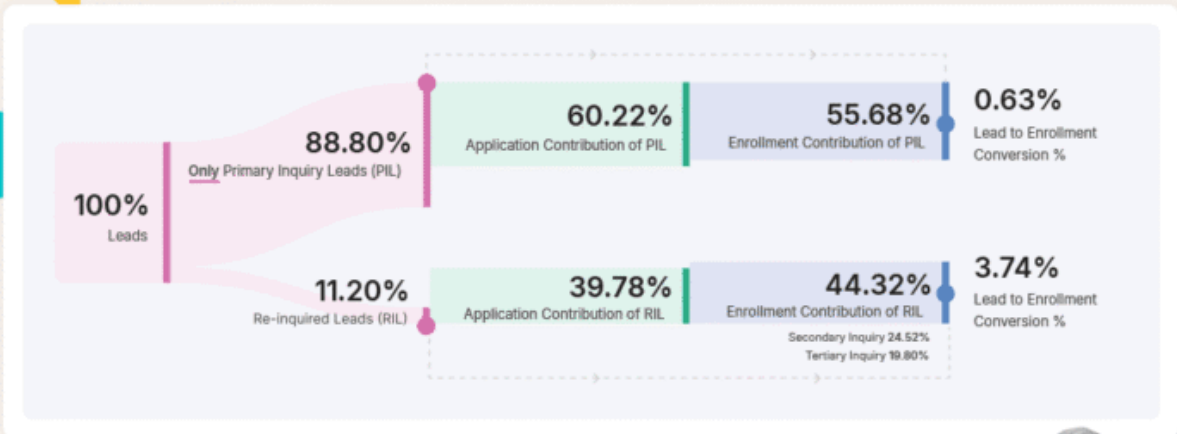 100%
Leads
88.80%
Only Primary Inquiry Leads (PIL)
11.20%
Re-inquired Leads (RIL)
60.22%
Application Contribution of PIL
55.68%
Enrollment Contribution of PIL
0.63%
Lead to Enrollment
Conversion %
39.78%
Application Contribution of RIL
44.32%
Enrollment Contribution of RIL
Secondary Inquiry 24.52%
Tertiary Inquiry 19.80%
3.74%
Lead to Enrollment
Conversion %